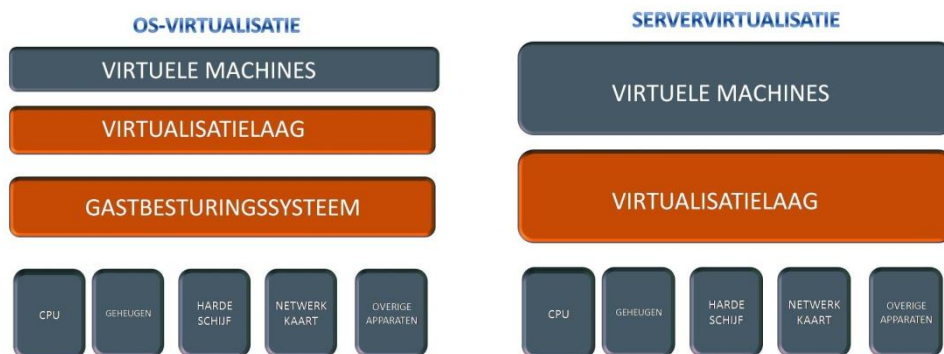 OS-VIRTUALISATIE
VIRTUELE MACHINES
VIRTUALISATIELAAG
GASTBESTURINGSSYSTEEM
CPU
GEHEUGEN
HARDE
SCHIJF
NETWERK
KAART
OVERIGE
APPARATEN
SERVERVIRTUALISATIE
VIRTUELE MACHINES
VIRTUALISATIELAAG
CPU
GEHEUGEN
HARDE
SCHIJF
NETWERK
KAART
OVERIGE
APPARATEN